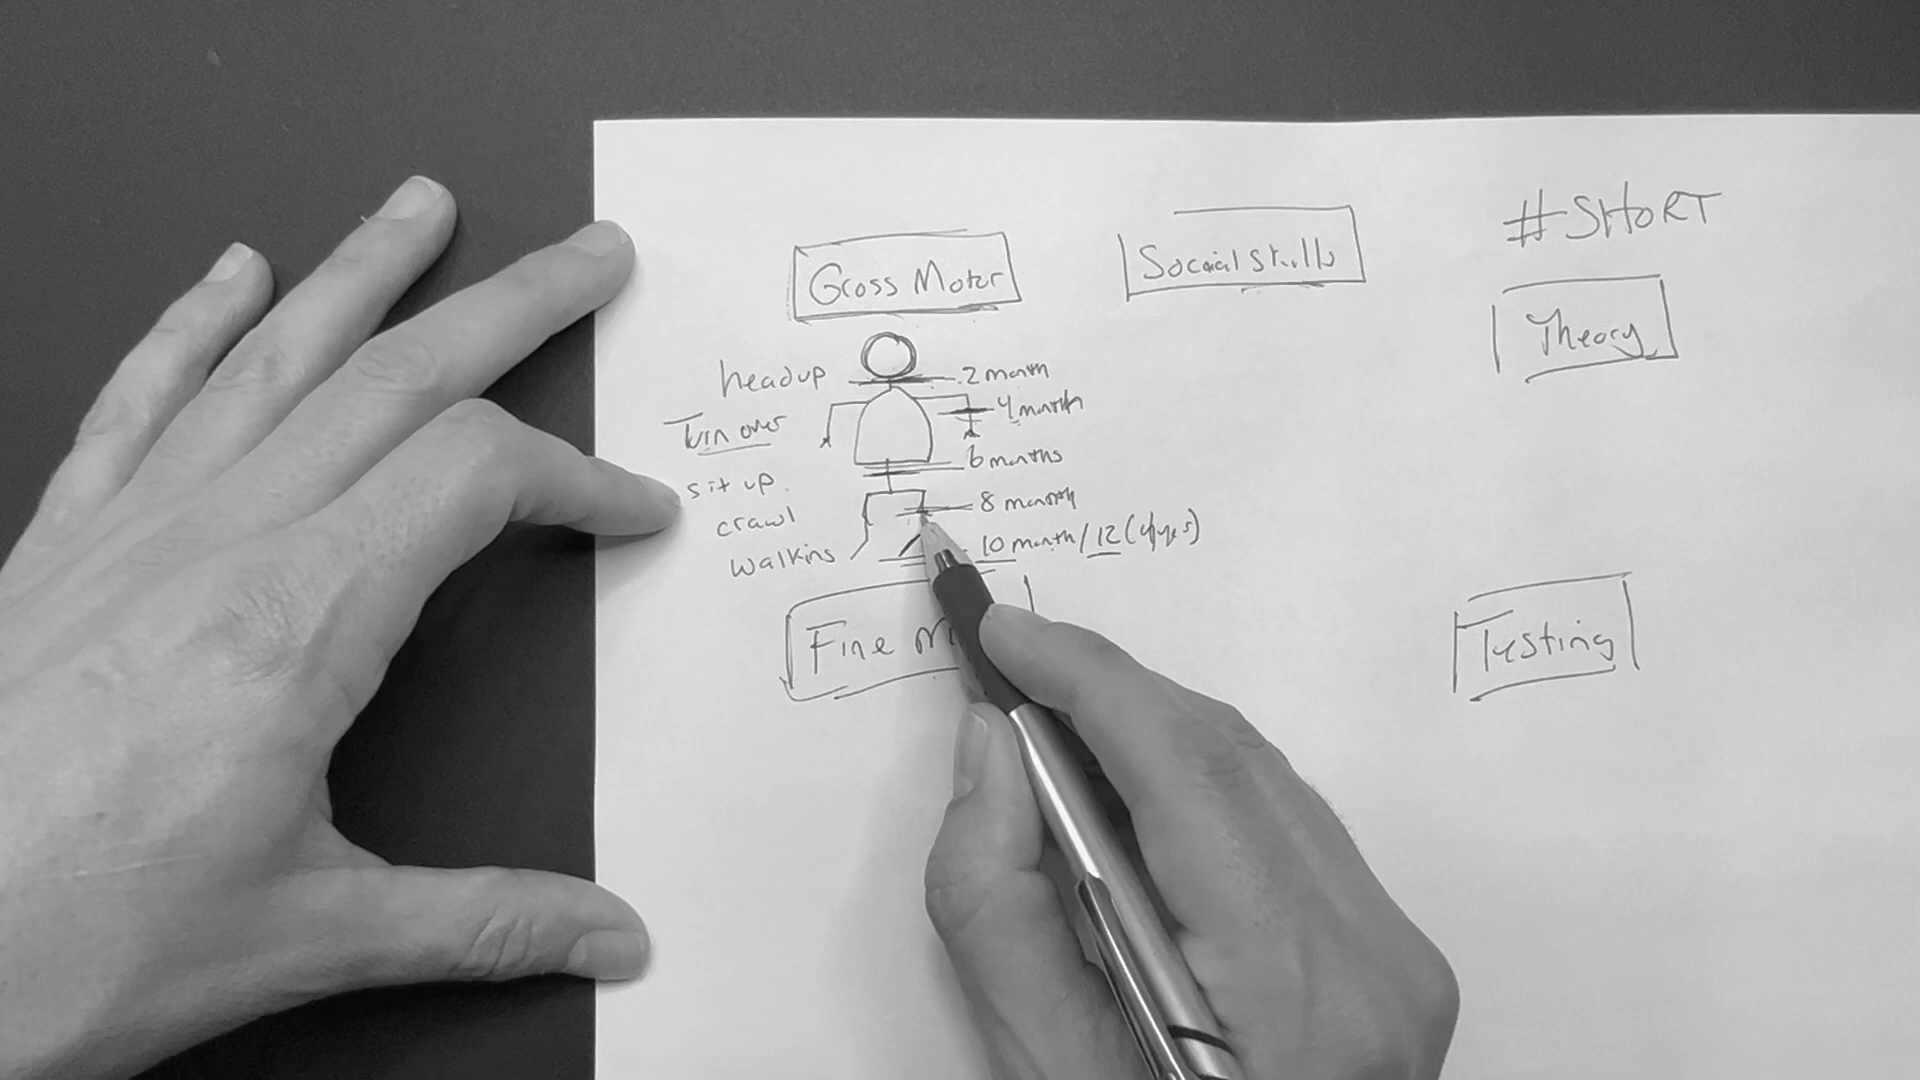 #SHORT
Gross Motor
Social Skills
Theory
head up 2 month
Turn over 4 month
sit up. 6 months
crawl 8 month
walkins 10 month/12
Fine
Testing